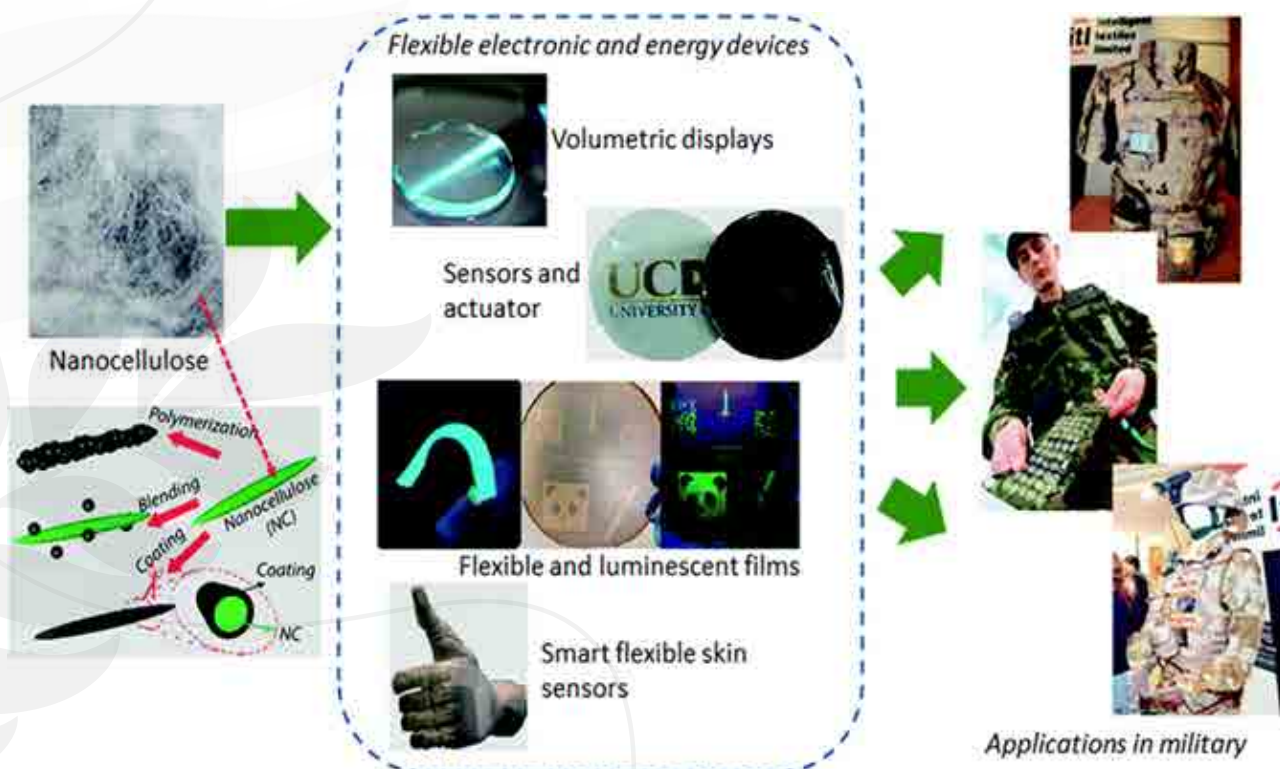 Flexible electronic and energy devices
Volumetric displays
Sensors and
actuator
UCD
UNIVERSITY
Flexible and luminescent films
Smart flexible skin
sensors
Nanocellulose
Polymerization
Blending
Nanocellulose
(NC)
Coating
Coating
NC
itl intelligent
textiles
limited
Applications in military